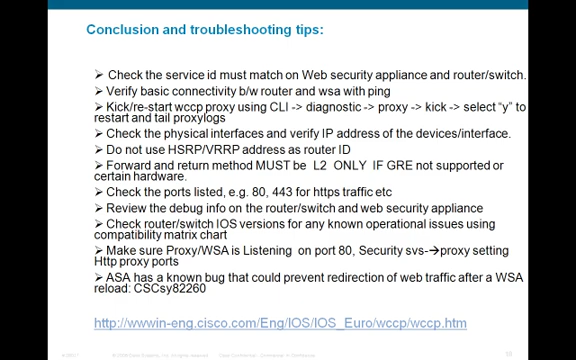 Conclusion and troubleshooting tips:
➢ Check the service id must match on Web security appliance and router/switch.
➢ Verify basic connectivity b/w router and wsa with ping
➢ Kick/re-start wccp proxy using CLI -> diagnostic -> proxy -> kick -> select "y" to
restart and tail proxylogs
➢ Check the physical interfaces and verify IP address of the devices/interface.
➢ Do not use HSRP/VRRP address as router ID
➢ Forward and return method MUST be L2 ONLY IF GRE not supported or
certain hardware.
➢ Check the ports listed, e.g. 80, 443 for https traffic etc
➢ Review the debug info on the router/switch and web security appliance
➢ Check router/switch IOS versions for any known operational issues using
compatibility matrix chart
➢ Make sure Proxy/WSA is Listening on port 80, Security svs-→proxy setting
Http proxy ports
➢ ASA has a known bug that could prevent redirection of web traffic after a WSA
reload: CSCsy82260
http://wwwin-eng.cisco.com/Eng/IOS/IOS_Euro/wccp/wccp.htm